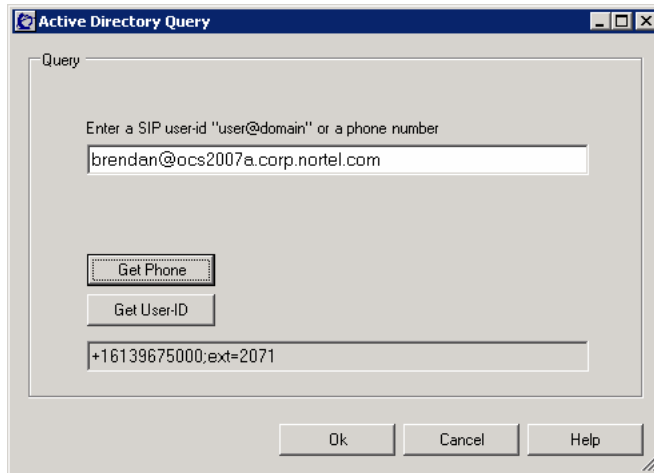 Active Directory Query
Query
Enter a SIP user-id "user@domain" or a phone number
brendan@ocs2007a.corp.nortel.com
Get Phone
Get User-ID
+16139675000;ext=2071
Ok Cancel Help